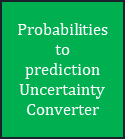 Probabilities
to
prediction
Uncertainty
Converter